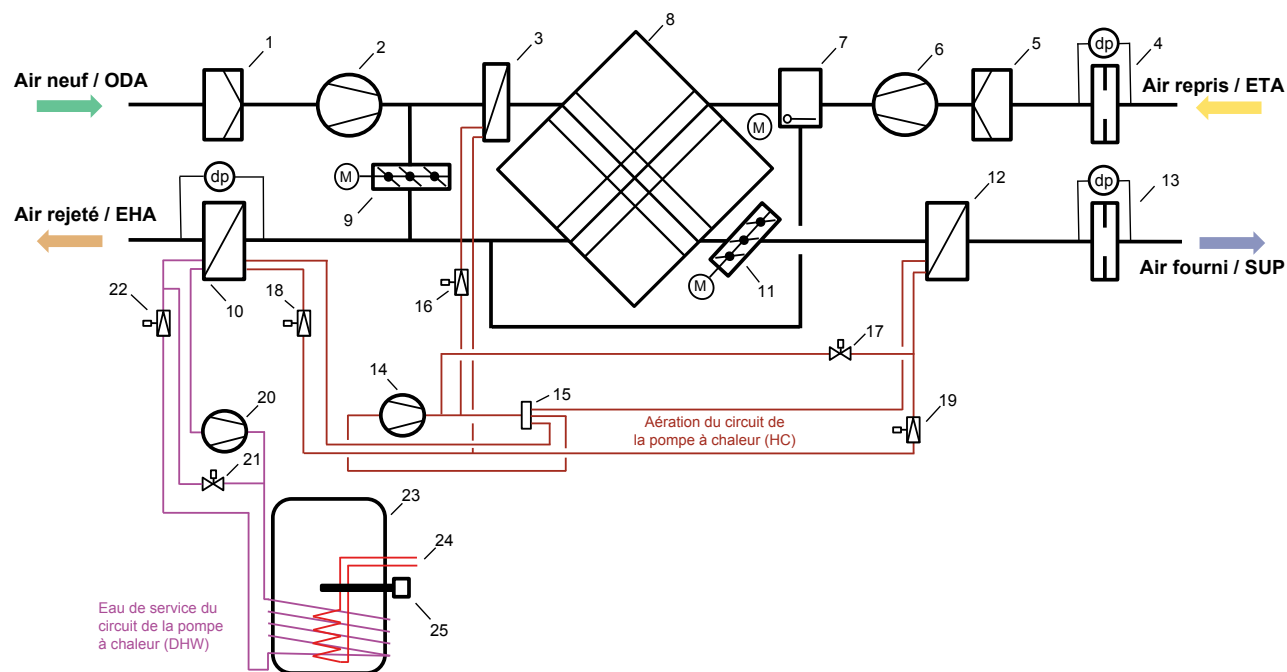 1
2
3
8
7
6
5
dp
4
Air neuf / ODA
Air repris / ETA
M
dp
M
9
12
dp
13
Air rejeté / EHA
M
11
Air fourni / SUP
22
10
18
16
17
14
15
20
Aération du circuit de
la pompe à chaleur (HC)
19
21
23
24
25
Eau de service du
circuit de la pompe
à chaleur (DHW)